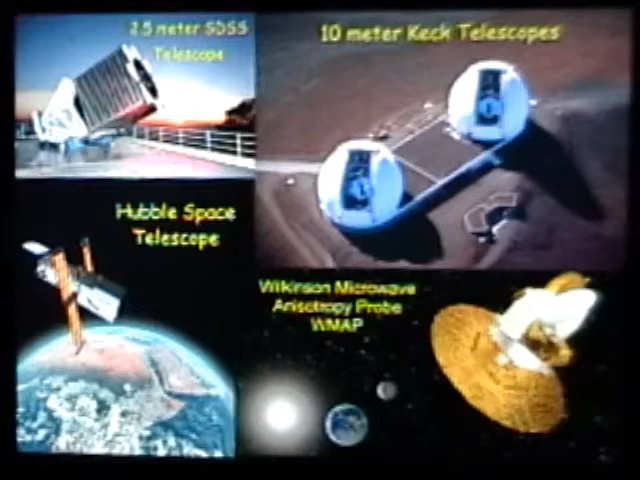 2.5 meter SDSS
Telescope
10 meter Keck Telescopes
Hubble Space
Telescope
Wilkinson Microwave
Anisotropy Probe
WMAP